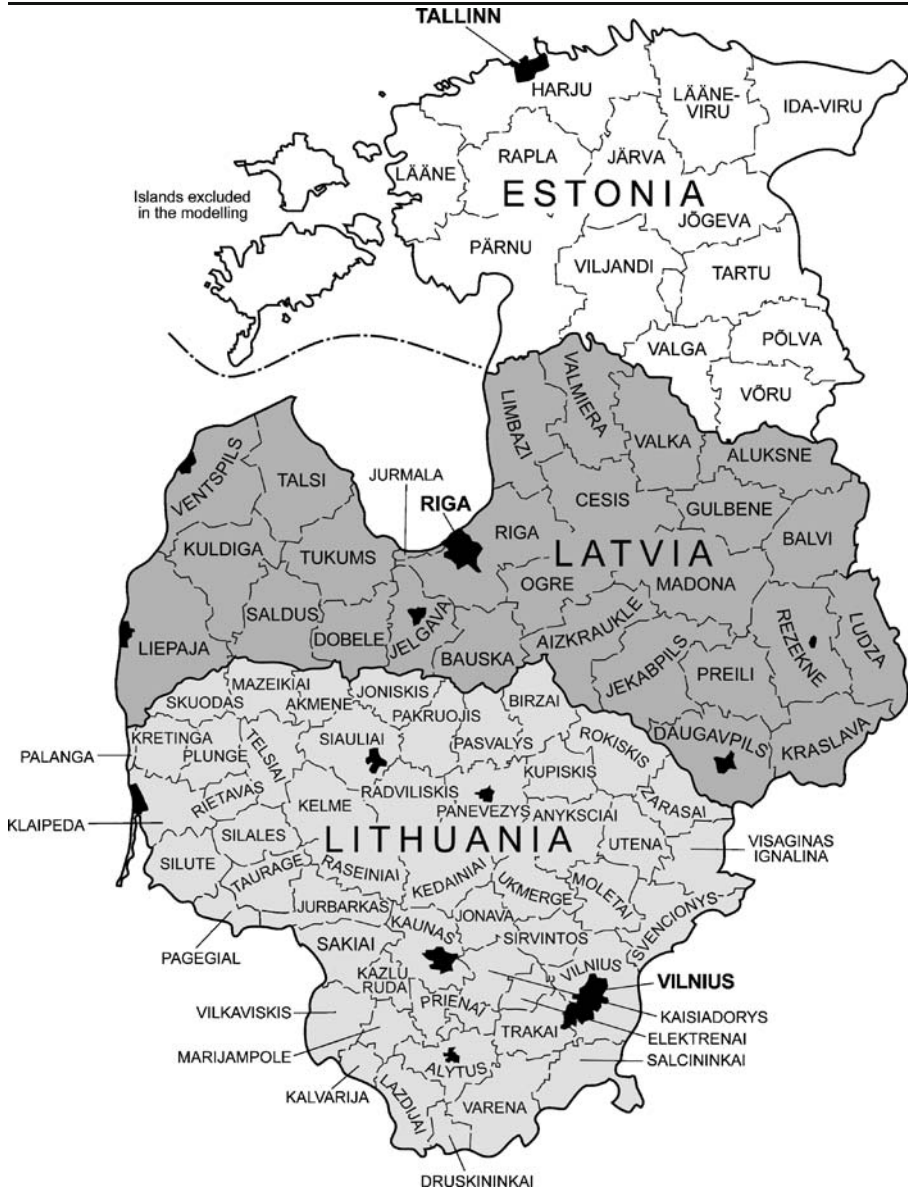 TALLINN
HARJU
LÄÄNE-
VIRU
IDA-VIRU
LÄÄNE
RAPLA
JÄRVA
Islands excluded
in the modelling
ESTONIA
JÕGEVA
PÄRNU
VILJANDI
TARTU
VALGA
PÕLVA
VÕRU
LIMBAZI
VALMIERA
VALKA
ALUKSNE
VENTSPILS
TALSI
JURMALA
RIGA
CESIS
GULBENE
KULDIGA
TUKUMS
RIGA
LATVIA
BALVI
OGRE
MADONA
SALDUS
DOBELE
JELGAVA
AIZKRAUKLE
REZEKNE
LUDZA
LIEPAJA
BAUSKA
JEKABPILS
PREILI
DAUGAVPILS
KRASLAVA
SKUODAS
MAZEIKIAI
AKMENE
JONISKIS
PAKRUOJIS
BIRZAI
PALANGA
KRETINGA
PLUNGE
TELSIAI
SIAULIAI
PASVALYS
ROKISKIS
KUPISKIS
RIETAVAS
KELME
RADVILISKIS
PANEVEZYS
ANYKSCIAI
ZARASAI
KLAIPEDA
SILALES
LITHUANIA
UTENA
VISAGINAS
IGNALINA
SILUTE
TAURAGE
RASEINIAI
KEDAINIAI
UKMERGE
MOLETAI
SVENCIONYS
JURBARKAS
KAUNAS
JONAVA
PAGEGIAL
SAKIAI
SIRVINTOS
KAZLU
RUDA
VILNIUS
VILNIUS
VILKAVISKIS
PRIENAI
KAISIADORYS
MARIJAMPOLE
TRAKAI
ELEKTRENAI
ALYTUS
SALCININKAI
KALVARIJA
LAZDIJAI
VARENA
DRUSKININKAI